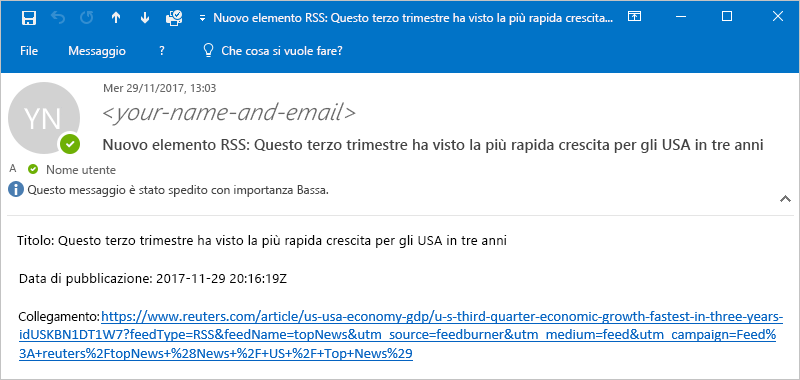 Nuovo elemento RSS: Questo terzo trimestre ha visto la più rapida crescita...
File Messaggio ? Che cosa si vuole fare?
Mer 29/11/2017, 13:03
YN
<your-name-and-email>
Nuovo elemento RSS: Questo terzo trimestre ha visto la più rapida crescita per gli USA in tre anni
A Nome utente
Questo messaggio è stato spedito con importanza Bassa.
Titolo: Questo terzo trimestre ha visto la più rapida crescita per gli USA in tre anni
Data di pubblicazione: 2017-11-29 20:16:19Z
Collegamento: https://www.reuters.com/article/us-usa-economy-gdp/u-s-third-quarter-economic-growth-fastest-in-three-years-
idUSKBN1DT1W7?feedType=RSS&feedName=topNews&utm_source=feedburner&utm_medium=feed&utm_campaign=Feed%
3A+reuters%2FtopNews+%28News+%2F+US+%2F+Top+News%29